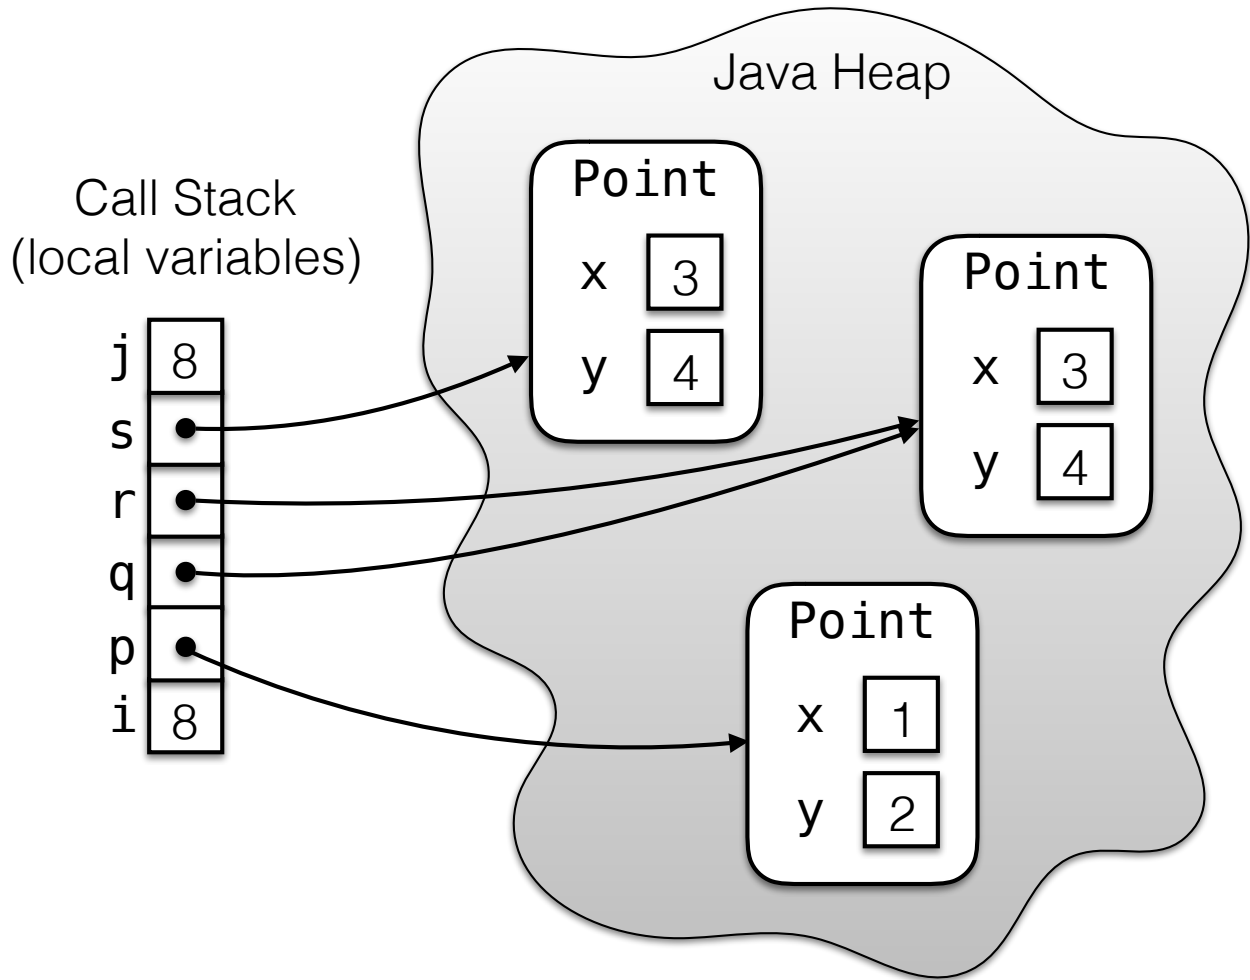 Java Heap
Call Stack
(local variables)
j 8
s
r
q
p
i 8
Point
x 3
y 4
Point
x 3
y 4
Point
x 1
y 2